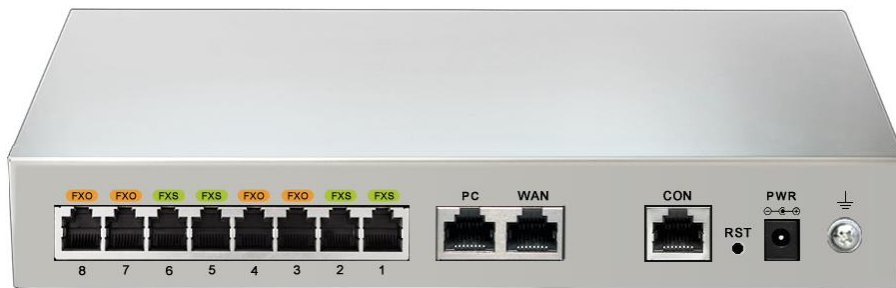 FXO FXO FXS FXS FXO FXO FXS FXS
PC WAN
CON
PWR
RST
8 7 6 5 4 3 2 1